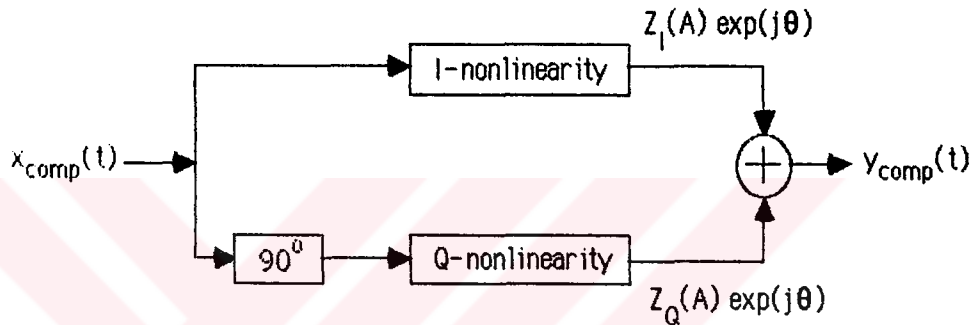 Z_I(A) exp(jθ)
I-nonlinearity
x_comp(t)
+
y_comp(t)
90°
Q-nonlinearity
Z_Q(A) exp(jθ)